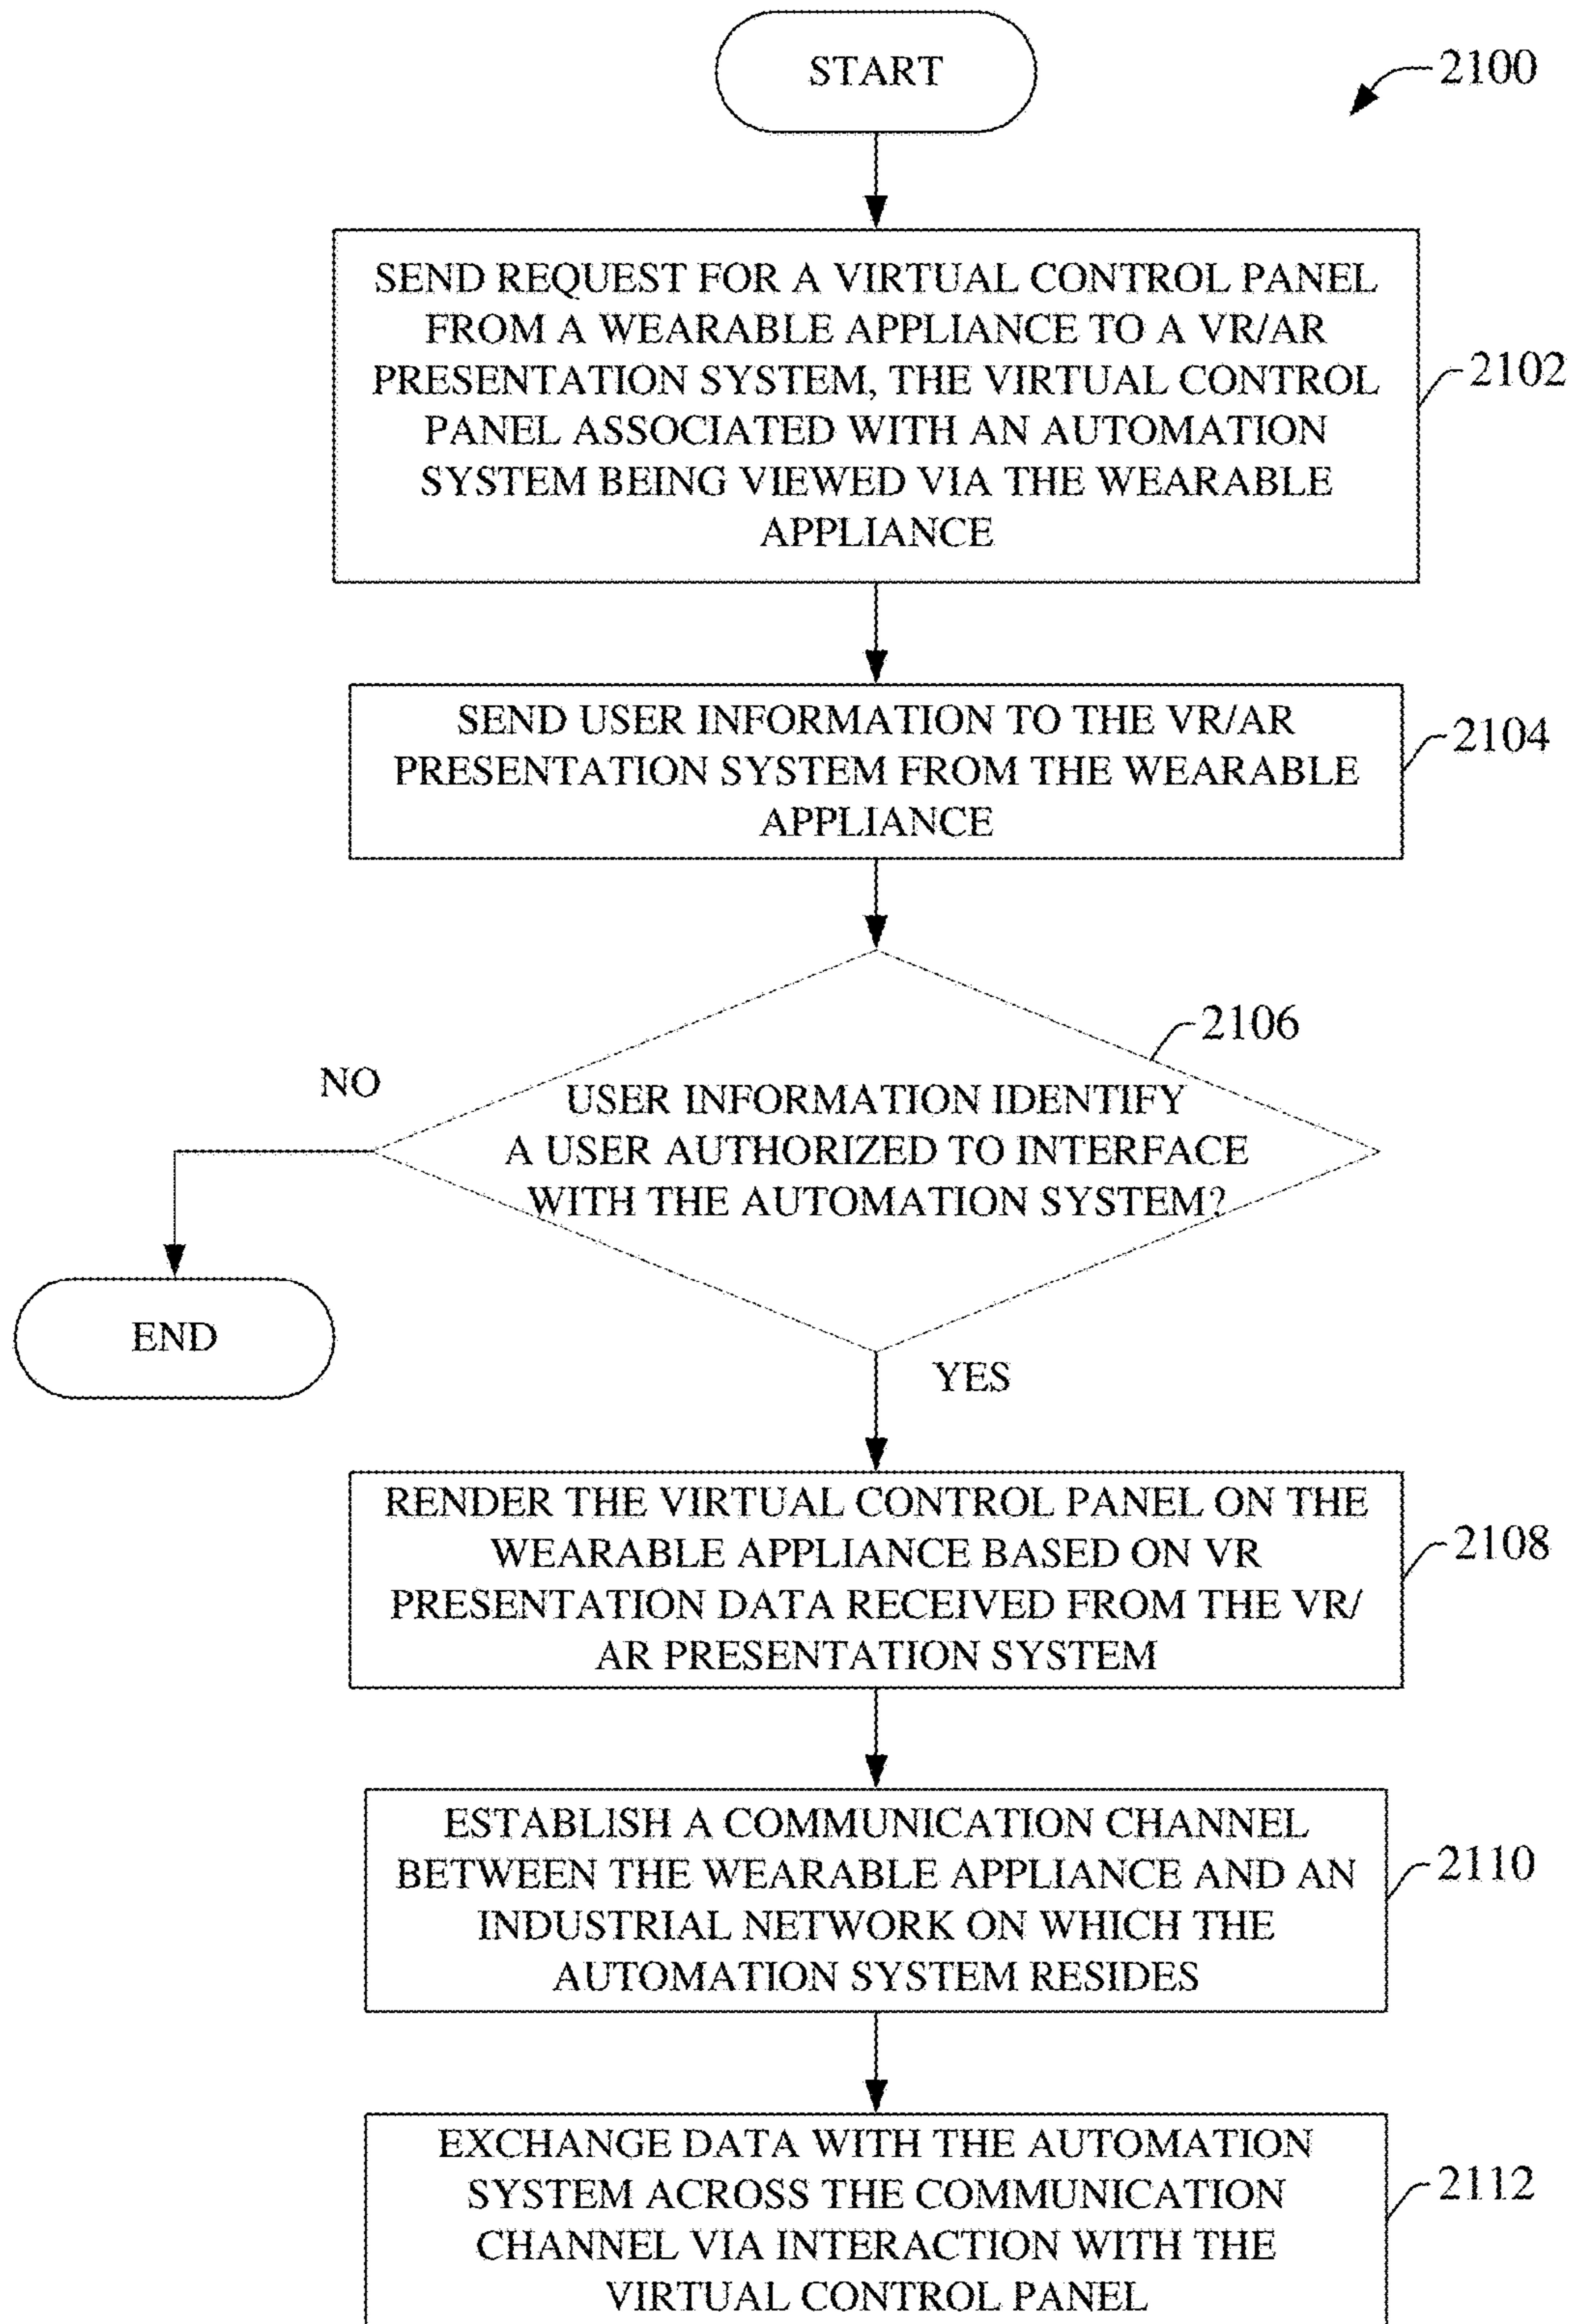 START
2100
SEND REQUEST FOR A VIRTUAL CONTROL PANEL
FROM A WEARABLE APPLIANCE TO A VR/AR
PRESENTATION SYSTEM, THE VIRTUAL CONTROL
PANEL ASSOCIATED WITH AN AUTOMATION
SYSTEM BEING VIEWED VIA THE WEARABLE
APPLIANCE
2102
SEND USER INFORMATION TO THE VR/AR
PRESENTATION SYSTEM FROM THE WEARABLE
APPLIANCE
2104
2106
NO
USER INFORMATION IDENTIFY
A USER AUTHORIZED TO INTERFACE
WITH THE AUTOMATION SYSTEM?
END
YES
RENDER THE VIRTUAL CONTROL PANEL ON THE
WEARABLE APPLIANCE BASED ON VR
PRESENTATION DATA RECEIVED FROM THE VR/
AR PRESENTATION SYSTEM
2108
ESTABLISH A COMMUNICATION CHANNEL
BETWEEN THE WEARABLE APPLIANCE AND AN
INDUSTRIAL NETWORK ON WHICH THE
AUTOMATION SYSTEM RESIDES
2110
EXCHANGE DATA WITH THE AUTOMATION
SYSTEM ACROSS THE COMMUNICATION
CHANNEL VIA INTERACTION WITH THE
VIRTUAL CONTROL PANEL
2112